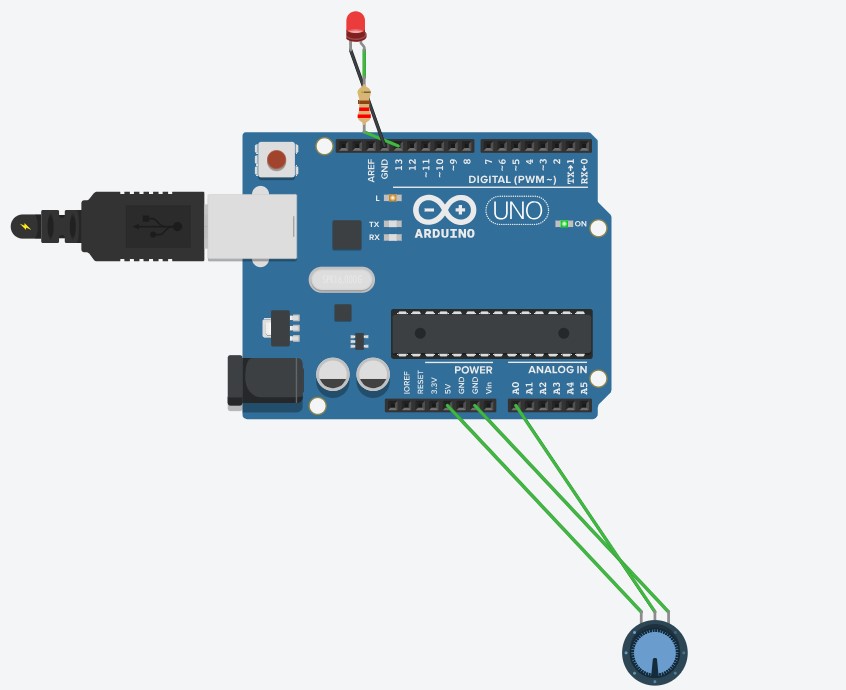 AREF
GND
13
12
~11
~10
~9
8
7
~6
~5
4
~3
2
TX→1
RX←0
DIGITAL (PWM~)
L
TX
RX
ARDUINO
UNO
ON
POWER
ANALOG IN
IOREF
RESET
3.3V
5V
GND
GND
Vin
A0
A1
A2
A3
A4
A5